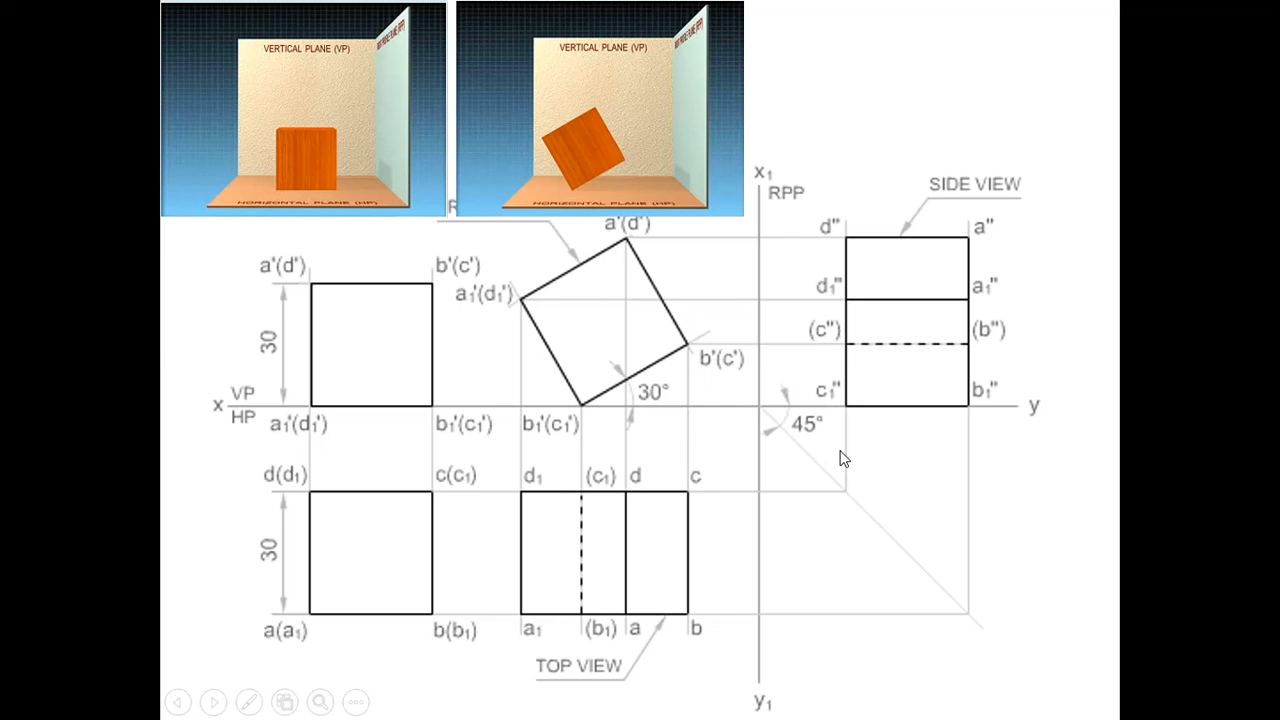 VERTICAL PLANE (VP)
HORIZONTAL PLANE (HP)
VERTICAL PLANE (VP)
HORIZONTAL PLANE (HP)
x₁
RPP
SIDE VIEW
a'(d')
d"
a"
a'(d')
b'(c')
a₁'(d₁')
d₁"
a₁"
30
(c")
(b")
b'(c')
30°
c₁"
b₁"
x
VP
HP
y
a₁'(d₁')
b₁'(c₁')
b₁'(c₁')
45°
d(d₁)
c(c₁)
d₁
(c₁)
d
c
30
a(a₁)
b(b₁)
a₁
(b₁)
a
b
TOP VIEW
y₁